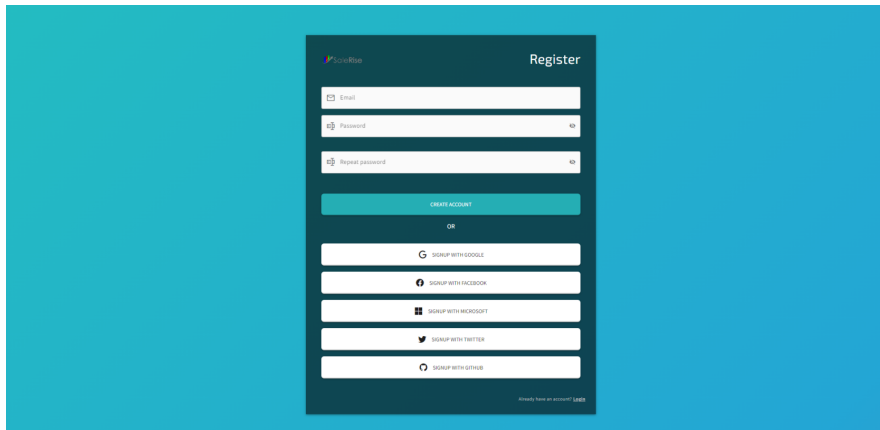 SoleRise
Register
Email
Password
Repeat password
CREATE ACCOUNT
OR
SIGNUP WITH GOOGLE
SIGNUP WITH FACEBOOK
SIGNUP WITH MICROSOFT
SIGNUP WITH TWITTER
SIGNUP WITH GITHUB
Already have an account? Login